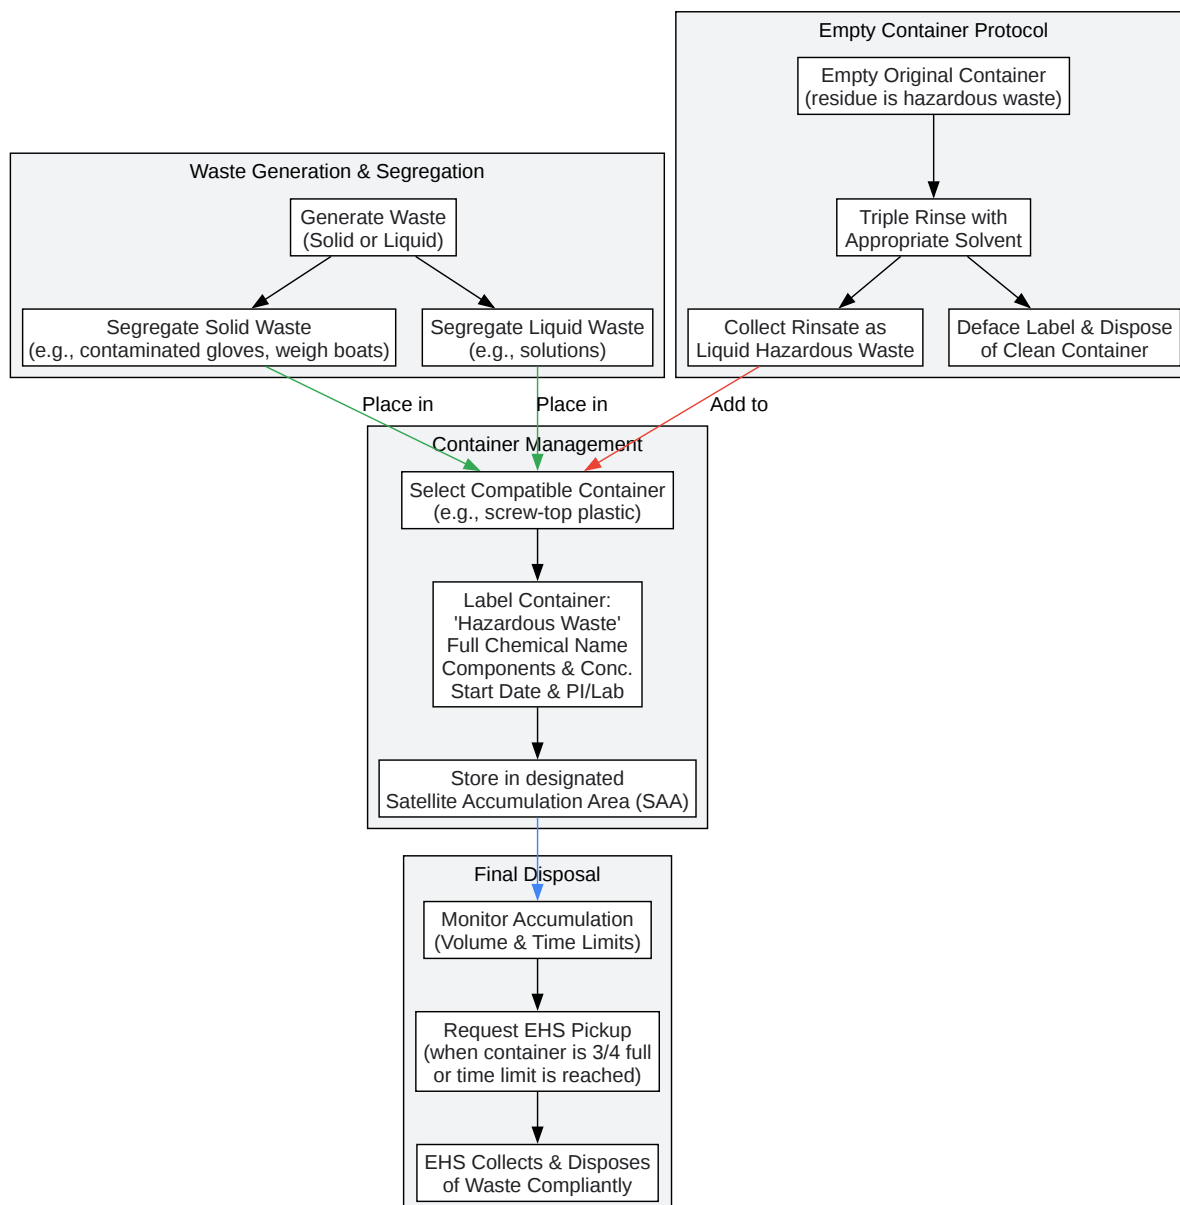 Empty Container Protocol
Empty Original Container
(residue is hazardous waste)
Triple Rinse with
Appropriate Solvent
Collect Rinsate as
Liquid Hazardous Waste
Deface Label & Dispose
of Clean Container
Waste Generation & Segregation
Generate Waste
(Solid or Liquid)
Segregate Solid Waste
(e.g., contaminated gloves, weigh boats)
Segregate Liquid Waste
(e.g., solutions)
Place in
Place in
Add to
Container Management
Select Compatible Container
(e.g., screw-top plastic)
Label Container:
'Hazardous Waste'
Full Chemical Name
Components & Conc.
Start Date & PI/Lab
Store in designated
Satellite Accumulation Area (SAA)
Final Disposal
Monitor Accumulation
(Volume & Time Limits)
Request EHS Pickup
(when container is 3/4 full
or time limit is reached)
EHS Collects & Disposes
of Waste Compliantly